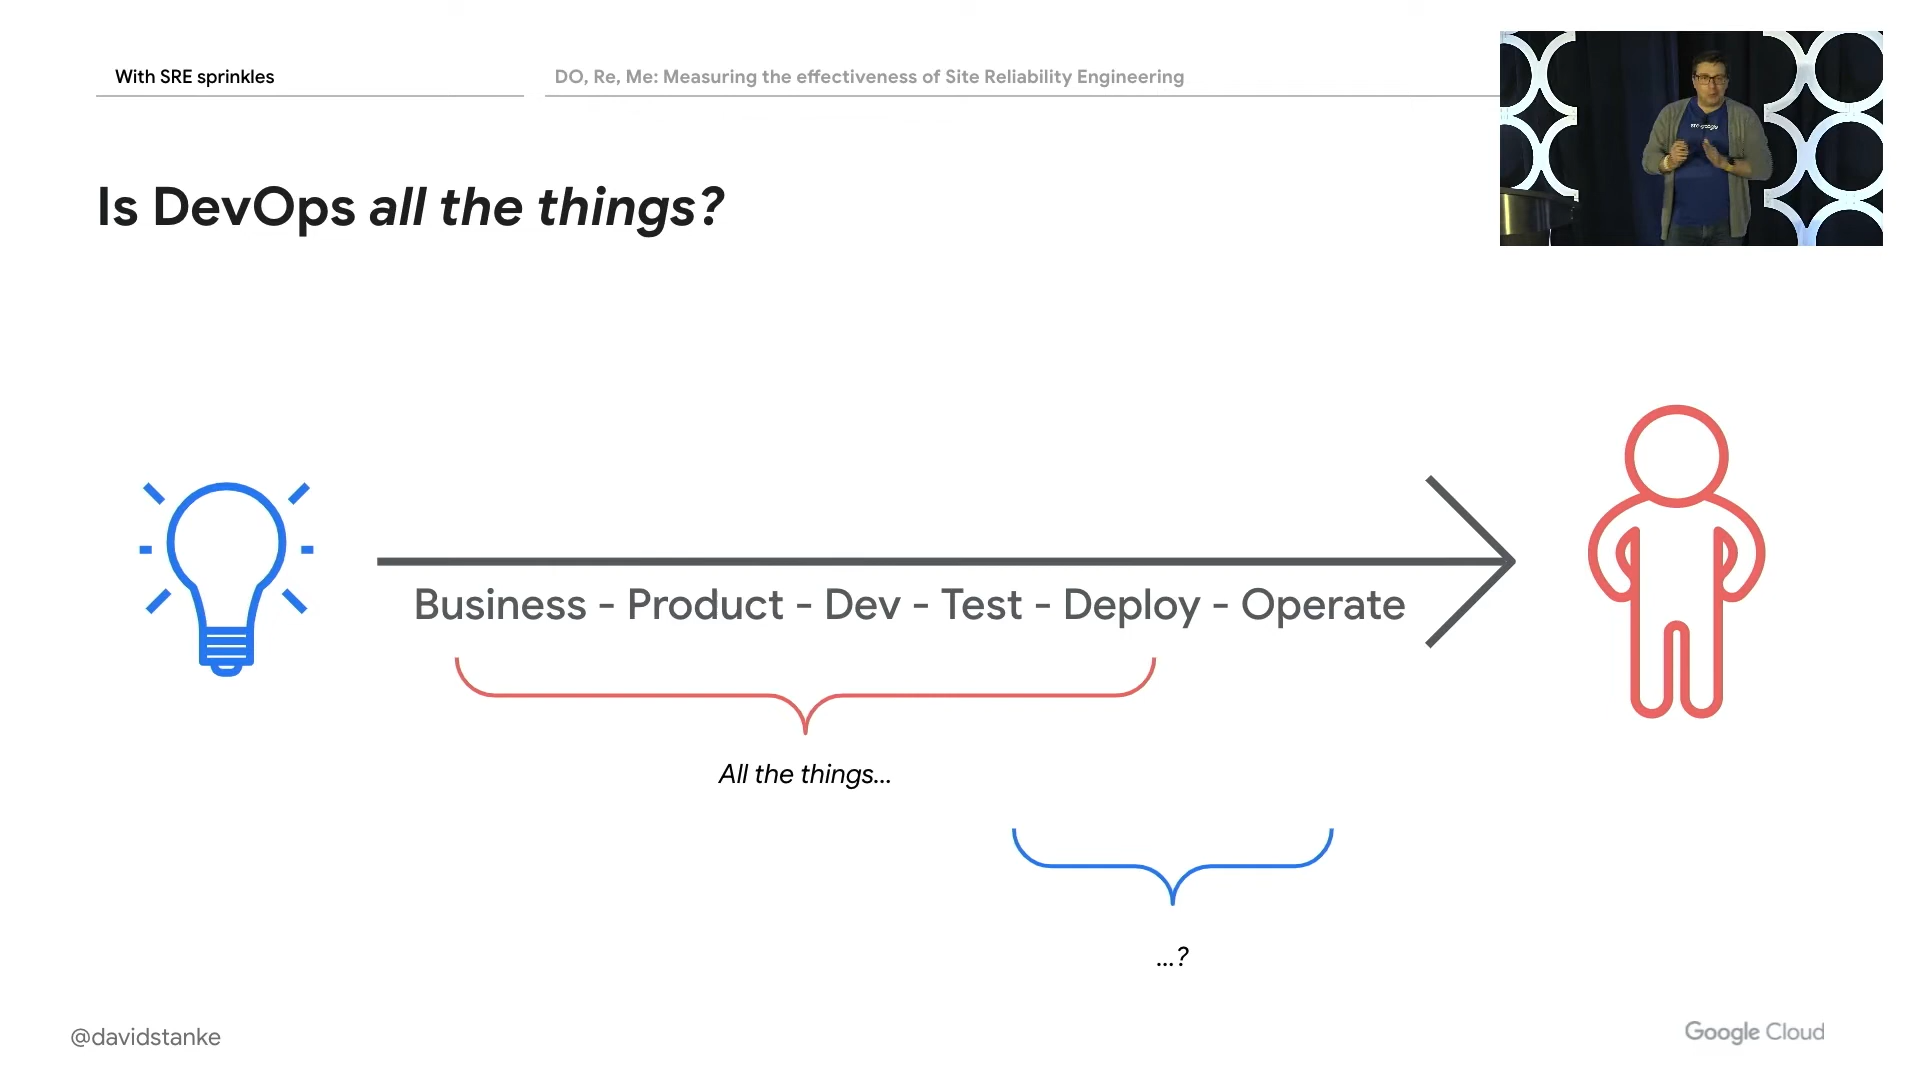 With SRE sprinkles
DO, Re, Me: Measuring the effectiveness of Site Reliability Engineering
Is DevOps all the things?
Business - Product - Dev - Test - Deploy - Operate
All the things...
...?
@davidstanke
Google Cloud